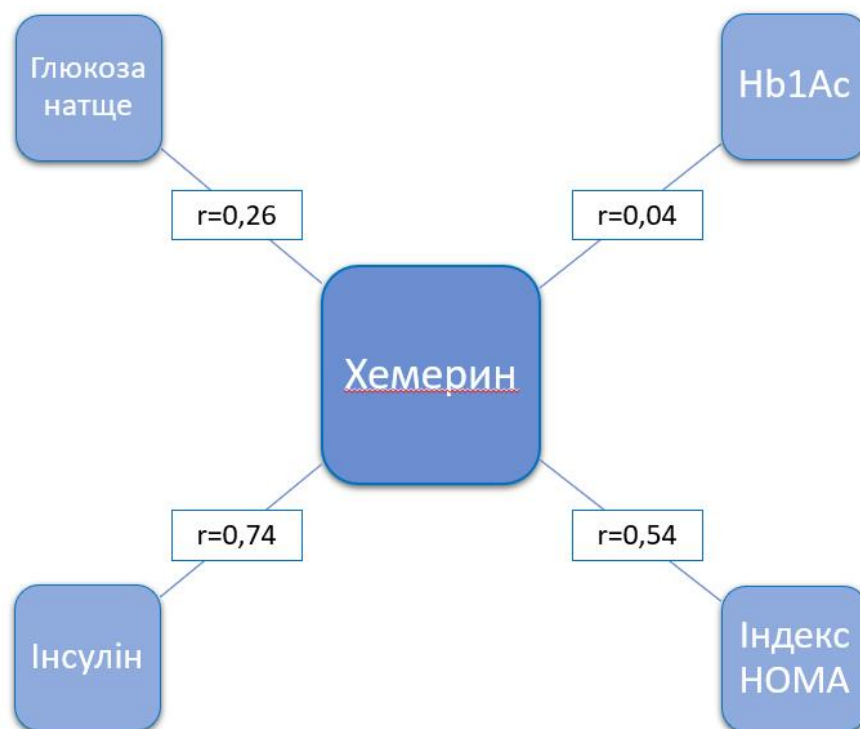 Глюкоза
натще
Hb1Ac
r=0,26
r=0,04
Хемерин
r=0,74
r=0,54
Інсулін
Індекс
НОМА